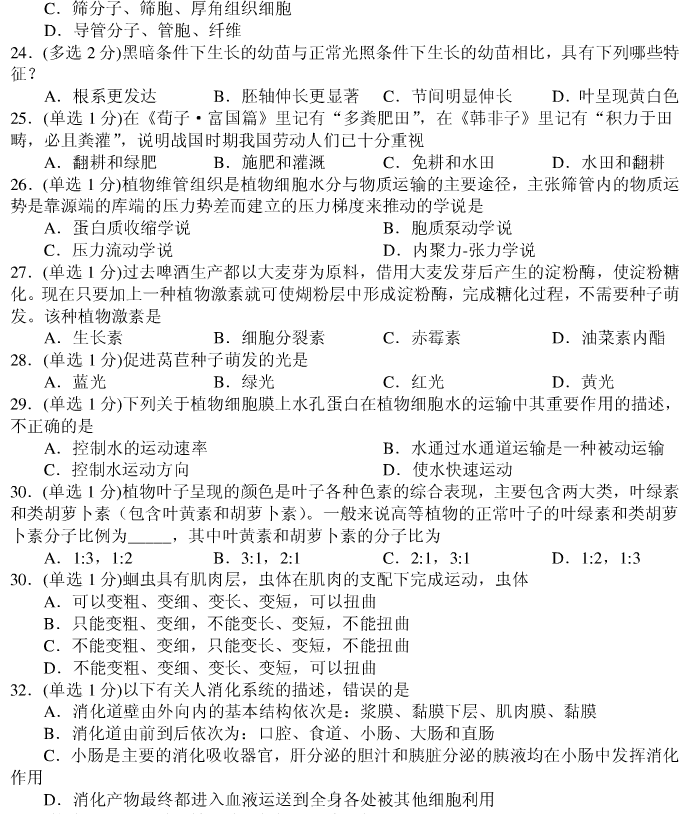 C．筛分子、筛胞、厚角组织细胞
D．导管分子、管胞、纤维
24．(多选 2 分)黑暗条件下生长的幼苗与正常光照条件下生长的幼苗相比，具有下列哪些特
征？
A．根系更发达 B．胚轴伸长更显著 C．节间明显伸长 D．叶呈现黄白色
25．(单选 1 分)在《荀子·富国篇》里记有“多粪肥田”，在《韩非子》里记有“积力于田
畴，必且粪灌”，说明战国时期我国劳动人们已十分重视
A．翻耕和绿肥 B．施肥和灌溉 C．免耕和水田 D．水田和翻耕
26．(单选 1 分)植物维管组织是植物细胞水分与物质运输的主要途径，主张筛管内的物质运
势是靠源端的库端的压力势差而建立的压力梯度来推动的学说是
A．蛋白质收缩学说 B．胞质泵动学说
C．压力流动学说 D．内聚力-张力学说
27．(单选 1 分)过去啤酒生产都以大麦芽为原料，借用大麦发芽后产生的淀粉酶，使淀粉糖
化。现在只要加上一种植物激素就可使煳粉层中形成淀粉酶，完成糖化过程，不需要种子萌
发。该种植物激素是
A．生长素 B．细胞分裂素 C．赤霉素 D．油菜素内酯
28．(单选 1 分)促进莴苣种子萌发的光是
A．蓝光 B．绿光 C．红光 D．黄光
29．(单选 1 分)下列关于植物细胞膜上水孔蛋白在植物细胞水的运输中其重要作用的描述，
不正确的是
A．控制水的运动速率 B．水通过水通道运输是一种被动运输
C．控制水运动方向 D．使水快速运动
30．(单选 1 分)植物叶子呈现的颜色是叶子各种色素的综合表现，主要包含两大类，叶绿素
和类胡萝卜素（包含叶黄素和胡萝卜素）。一般来说高等植物的正常叶子的叶绿素和类胡萝
卜素分子比例为_____，其中叶黄素和胡萝卜素的分子比为
A．1:3，1:2 B．3:1，2:1 C．2:1，3:1 D．1:2，1:3
30．(单选 1 分)蛔虫具有肌肉层，虫体在肌肉的支配下完成运动，虫体
A．可以变粗、变细、变长、变短，可以扭曲
B．只能变粗、变细，不能变长、变短，不能扭曲
C．不能变粗、变细，只能变长、变短，不能扭曲
D．不能变粗、变细、变长、变短，可以扭曲
32．(单选 1 分)以下有关人消化系统的描述，错误的是
A．消化道壁由外向内的基本结构依次是：浆膜、黏膜下层、肌肉膜、黏膜
B．消化道由前到后依次为：口腔、食道、小肠、大肠和直肠
C．小肠是主要的消化吸收器官，肝分泌的胆汁和胰脏分泌的胰液均在小肠中发挥消化
作用
D．消化产物最终都进入血液运送到全身各处被其他细胞利用